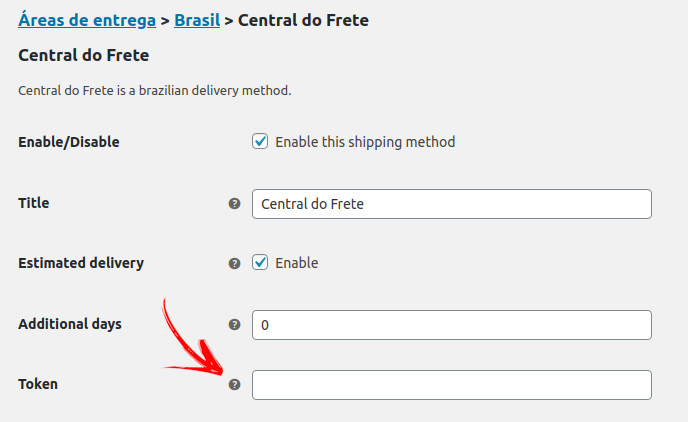 Áreas de entrega > Brasil > Central do Frete
Central do Frete
Central do Frete is a brazilian delivery method.
Enable/Disable Enable this shipping method
Title ? Central do Frete
Estimated delivery ? Enable
Additional days ? 0
Token ?